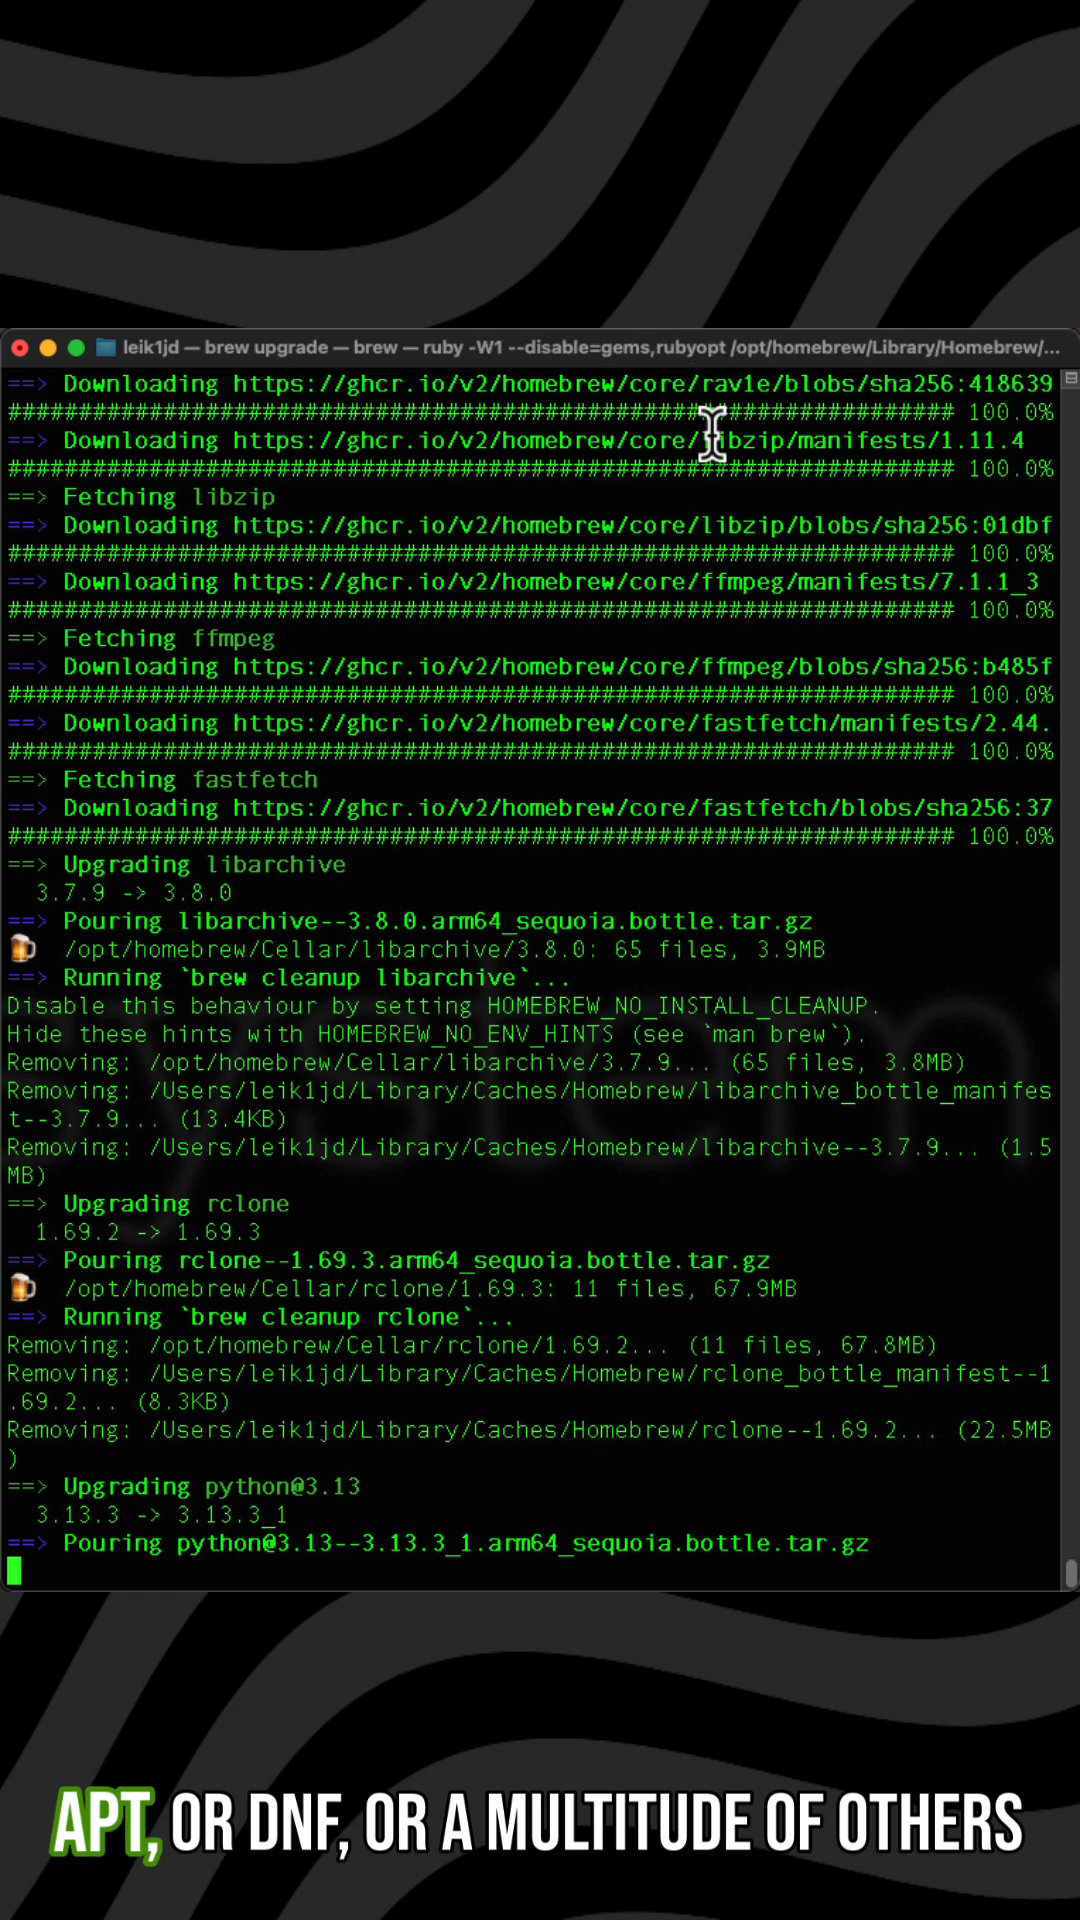 leik1jd — brew upgrade — brew — ruby -W1 --disable=gems,rubyopt /opt/homebrew/Library/Homebrew/...
==> Downloading https://ghcr.io/v2/homebrew/core/rav1e/blobs/sha256:418639
################################################################### 100.0%
==> Downloading https://ghcr.io/v2/homebrew/core/libzip/manifests/1.11.4
################################################################### 100.0%
==> Fetching libzip
==> Downloading https://ghcr.io/v2/homebrew/core/libzip/blobs/sha256:01dbf
################################################################### 100.0%
==> Downloading https://ghcr.io/v2/homebrew/core/ffmpeg/manifests/7.1.1_3
################################################################### 100.0%
==> Fetching ffmpeg
==> Downloading https://ghcr.io/v2/homebrew/core/ffmpeg/blobs/sha256:b485f
################################################################### 100.0%
==> Downloading https://ghcr.io/v2/homebrew/core/fastfetch/manifests/2.44.
################################################################### 100.0%
==> Fetching fastfetch
==> Downloading https://ghcr.io/v2/homebrew/core/fastfetch/blobs/sha256:37
################################################################### 100.0%
==> Upgrading libarchive
3.7.9 -> 3.8.0
==> Pouring libarchive--3.8.0.arm64_sequoia.bottle.tar.gz
🍺 /opt/homebrew/Cellar/libarchive/3.8.0: 65 files, 3.9MB
==> Running `brew cleanup libarchive`...
Disable this behaviour by setting HOMEBREW_NO_INSTALL_CLEANUP.
Hide these hints with HOMEBREW_NO_ENV_HINTS (see `man brew`).
Removing: /opt/homebrew/Cellar/libarchive/3.7.9... (65 files, 3.8MB)
Removing: /Users/leik1jd/Library/Caches/Homebrew/libarchive_bottle_manifes
t--3.7.9... (13.4KB)
Removing: /Users/leik1jd/Library/Caches/Homebrew/libarchive--3.7.9... (1.5
MB)
==> Upgrading rclone
1.69.2 -> 1.69.3
==> Pouring rclone--1.69.3.arm64_sequoia.bottle.tar.gz
🍺 /opt/homebrew/Cellar/rclone/1.69.3: 11 files, 67.9MB
==> Running `brew cleanup rclone`...
Removing: /opt/homebrew/Cellar/rclone/1.69.2... (11 files, 67.8MB)
Removing: /Users/leik1jd/Library/Caches/Homebrew/rclone_bottle_manifest--1
.69.2... (8.3KB)
Removing: /Users/leik1jd/Library/Caches/Homebrew/rclone--1.69.2... (22.5MB
)
==> Upgrading python@3.13
3.13.3 -> 3.13.3_1
==> Pouring python@3.13--3.13.3_1.arm64_sequoia.bottle.tar.gz
APT, OR DNF, OR A MULTITUDE OF OTHERS